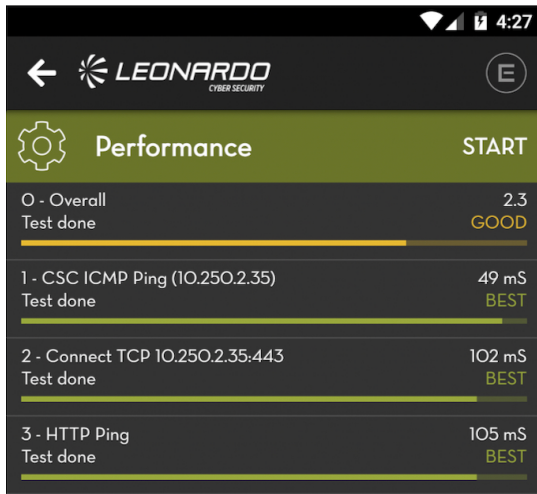 4:27
LEONARDO
CYBER SECURITY
E
Performance START
0 - Overall 2.3
Test done GOOD
1 - CSC ICMP Ping (10.250.2.35) 49 mS
Test done BEST
2 - Connect TCP 10.250.2.35:443 102 mS
Test done BEST
3 - HTTP Ping 105 mS
Test done BEST